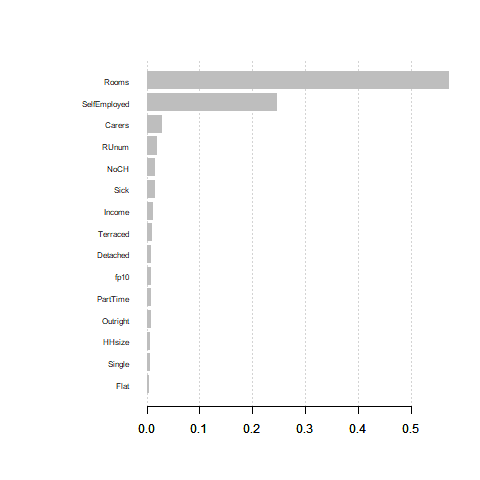 Rooms
SelfEmployed
Carers
RUnum
NoCH
Sick
Income
Terraced
Detached
fp10
PartTime
Outright
HHsize
Single
Flat
0.0 0.1 0.2 0.3 0.4 0.5